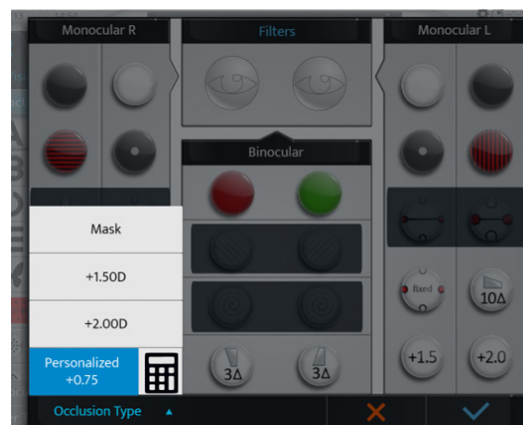 Monocular R
Filters
Monocular L
Binocular
Mask
+1.50D
+2.00D
Personalized
+0.75
fixed
10Δ
3Δ
3Δ
+1.5
+2.0
Occlusion Type